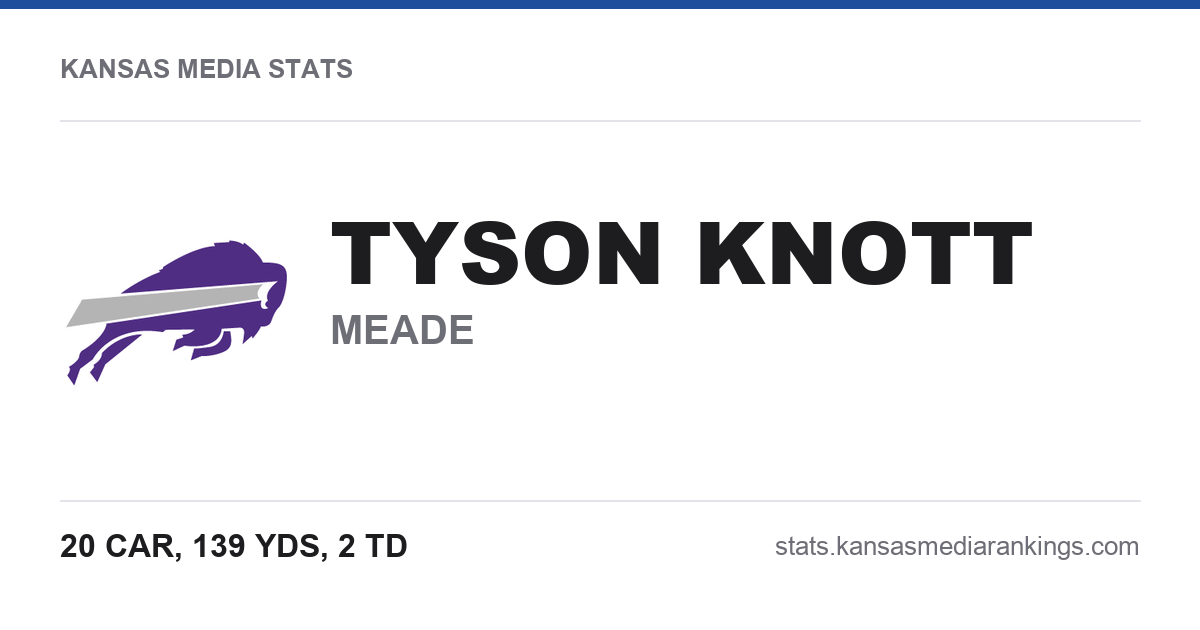 KANSAS MEDIA STATS
TYSON KNOTT
MEADE
20 CAR, 139 YDS, 2 TD
stats.kansasmediarankings.com